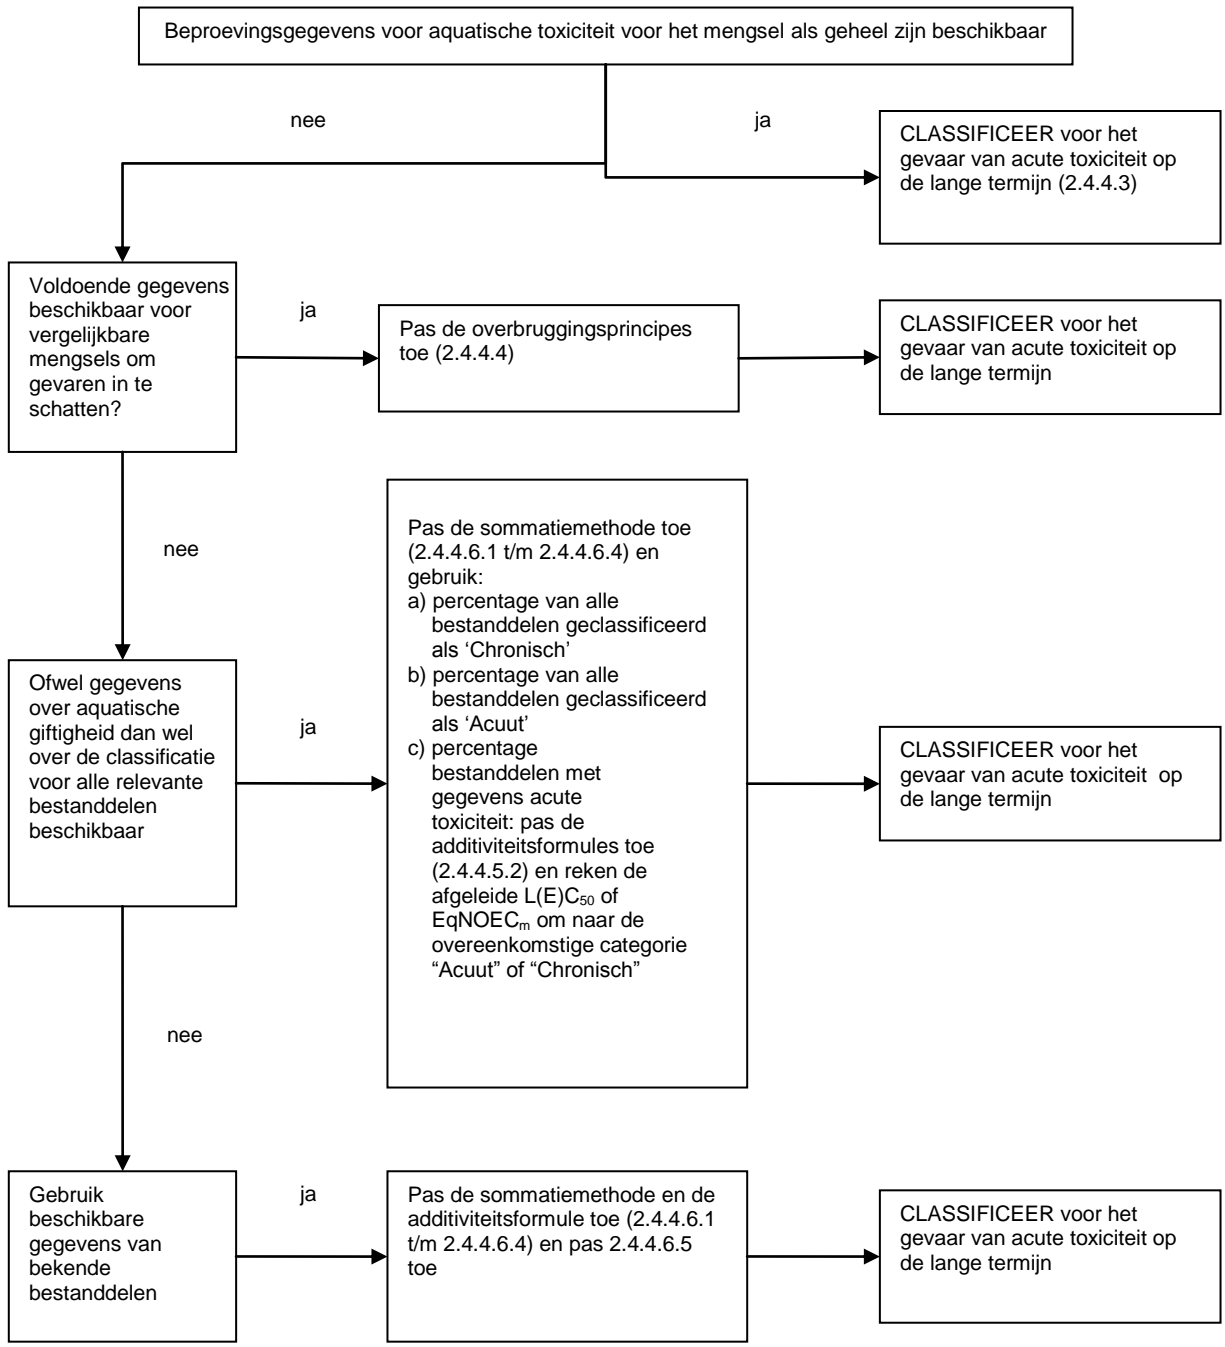 Beproevingsgegevens voor aquatische toxiciteit voor het mengsel als geheel zijn beschikbaar
nee
ja
CLASSIFICEER voor het
gevaar van acute toxiciteit op
de lange termijn (2.4.4.3)
Voldoende gegevens
beschikbaar voor
vergelijkbare
mengsels om
gevaren in te
schatten?
ja
Pas de overbruggingsprincipes
toe (2.4.4.4)
CLASSIFICEER voor het
gevaar van acute toxiciteit op
de lange termijn
nee
Ofwel gegevens
over aquatische
giftigheid dan wel
over de classificatie
voor alle relevante
bestanddelen
beschikbaar
ja
Pas de sommatiemethode toe
(2.4.4.6.1 t/m 2.4.4.6.4) en
gebruik:
a) percentage van alle
bestanddelen geclassificeerd
als ‘Chronisch’
b) percentage van alle
bestanddelen geclassificeerd
als ‘Acuut’
c) percentage
bestanddelen met
gegevens acute
toxiciteit: pas de
additiviteitsformules toe
(2.4.4.5.2) en reken de
afgeleide L(E)C₅₀ of
EqNOECₘ om naar de
overeenkomstige categorie
“Acuut” of “Chronisch”
CLASSIFICEER voor het
gevaar van acute toxiciteit op
de lange termijn
nee
Gebruik
beschikbare
gegevens van
bekende
bestanddelen
ja
Pas de sommatiemethode en de
additiviteitsformule toe (2.4.4.6.1
t/m 2.4.4.6.4) en pas 2.4.4.6.5
toe
CLASSIFICEER voor het
gevaar van acute toxiciteit op
de lange termijn